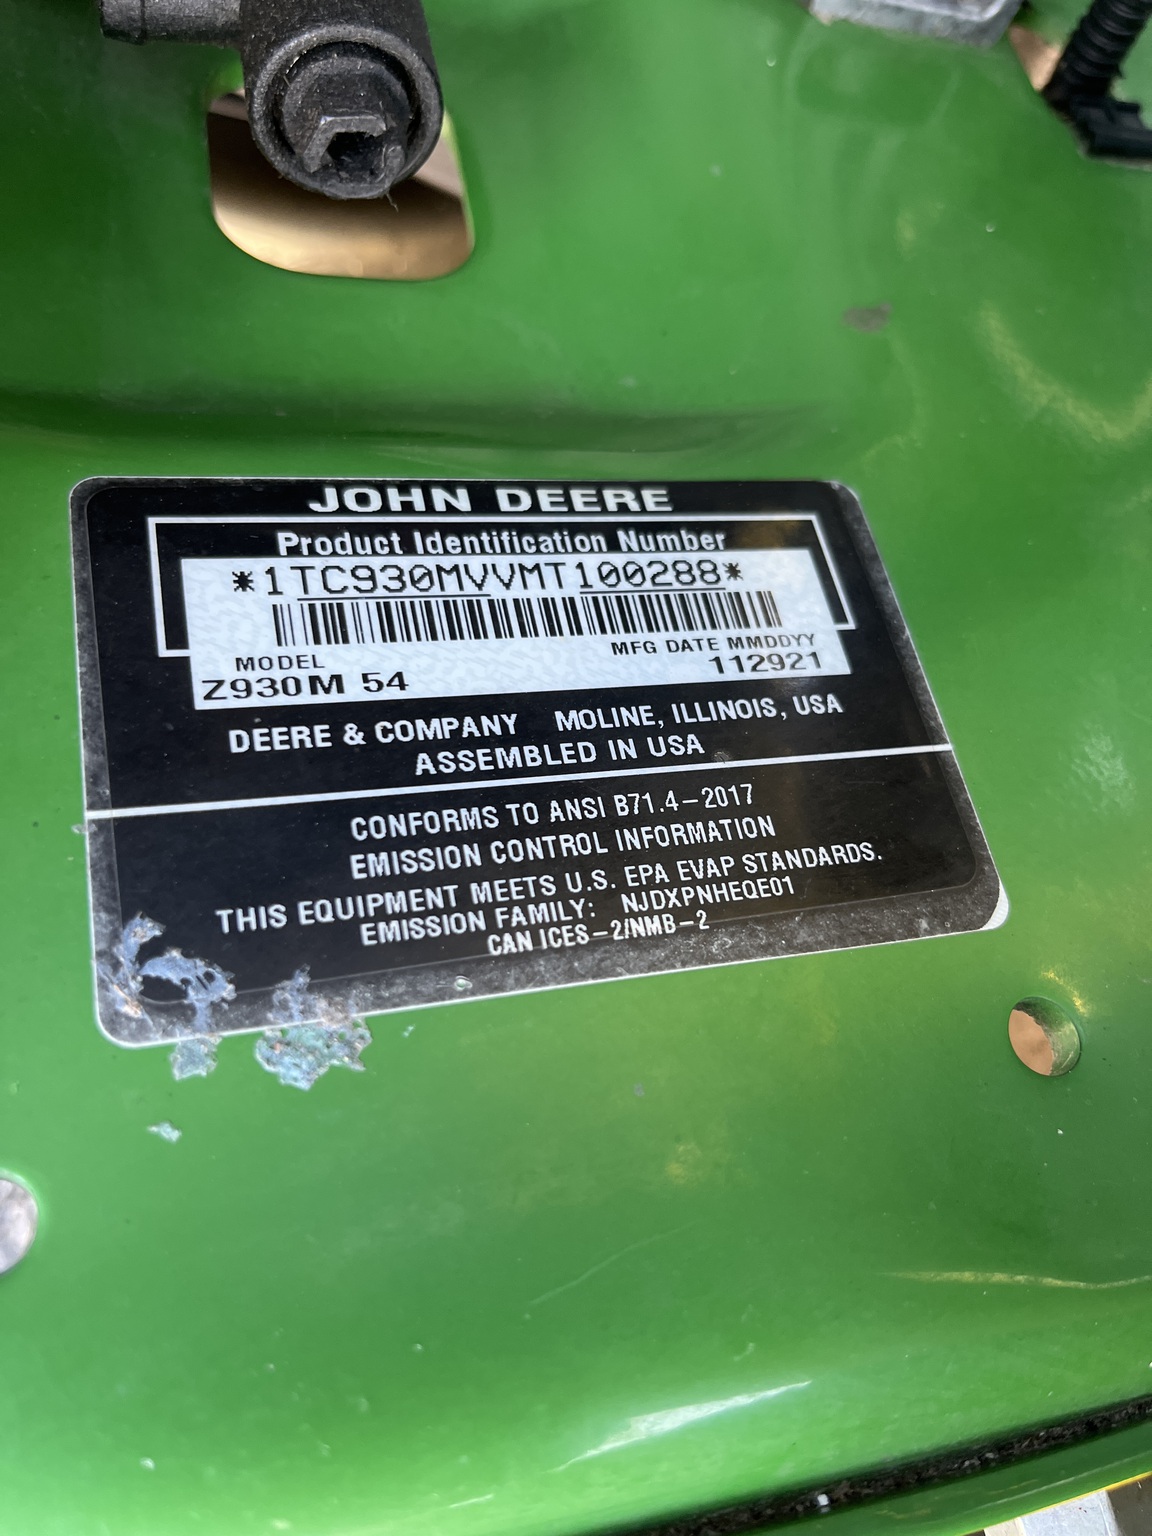 JOHN DEERE
Product Identification Number
*1TC930MVVMT100288*
MODEL
MFG DATE MMDDYY
Z930M 54
112921
DEERE & COMPANY MOLINE, ILLINOIS, USA
ASSEMBLED IN USA
CONFORMS TO ANSI B71.4-2017
EMISSION CONTROL INFORMATION
THIS EQUIPMENT MEETS U.S. EPA EVAP STANDARDS.
EMISSION FAMILY: NJDXPNHEQE01
CAN ICES-2/NMB-2